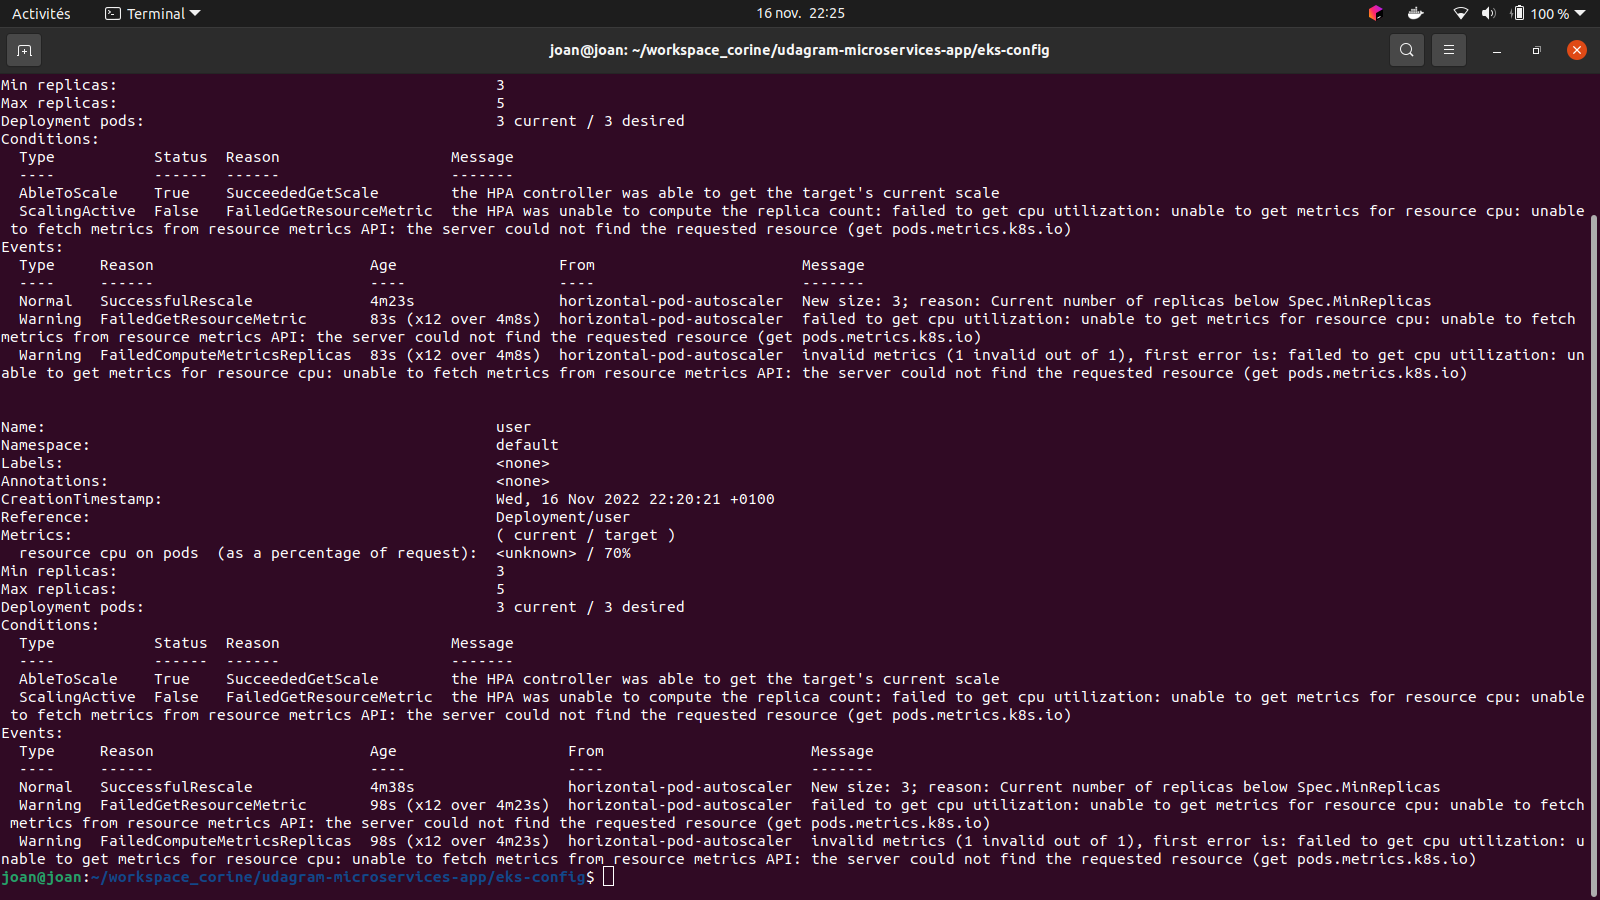 Activités
Terminal
16 nov.  22:25
100 %
joan@joan: ~/workspace_corine/udagram-microservices-app/eks-config
Min replicas:                                          3
Max replicas:                                          5
Deployment pods:                                       3 current / 3 desired
Conditions:
  Type           Status  Reason                   Message
  ----           ------  ------                   -------
  AbleToScale    True    SucceededGetScale        the HPA controller was able to get the target's current scale
  ScalingActive  False   FailedGetResourceMetric  the HPA was unable to compute the replica count: failed to get cpu utilization: unable to get metrics for resource cpu: unable
 to fetch metrics from resource metrics API: the server could not find the requested resource (get pods.metrics.k8s.io)
Events:
  Type     Reason                        Age                  From                       Message
  ----     ------                        ----                 ----                       -------
  Normal   SuccessfulRescale             4m23s                horizontal-pod-autoscaler  New size: 3; reason: Current number of replicas below Spec.MinReplicas
  Warning  FailedGetResourceMetric       83s (x12 over 4m8s)  horizontal-pod-autoscaler  failed to get cpu utilization: unable to get metrics for resource cpu: unable to fetch
metrics from resource metrics API: the server could not find the requested resource (get pods.metrics.k8s.io)
  Warning  FailedComputeMetricsReplicas  83s (x12 over 4m8s)  horizontal-pod-autoscaler  invalid metrics (1 invalid out of 1), first error is: failed to get cpu utilization: un
able to get metrics for resource cpu: unable to fetch metrics from resource metrics API: the server could not find the requested resource (get pods.metrics.k8s.io)
Name:                                                  user
Namespace:                                             default
Labels:                                                <none>
Annotations:                                           <none>
CreationTimestamp:                                     Wed, 16 Nov 2022 22:20:21 +0100
Reference:                                             Deployment/user
Metrics:                                               ( current / target )
  resource cpu on pods  (as a percentage of request):  <unknown> / 70%
Min replicas:                                          3
Max replicas:                                          5
Deployment pods:                                       3 current / 3 desired
Conditions:
  Type           Status  Reason                   Message
  ----           ------  ------                   -------
  AbleToScale    True    SucceededGetScale        the HPA controller was able to get the target's current scale
  ScalingActive  False   FailedGetResourceMetric  the HPA was unable to compute the replica count: failed to get cpu utilization: unable to get metrics for resource cpu: unable
 to fetch metrics from resource metrics API: the server could not find the requested resource (get pods.metrics.k8s.io)
Events:
  Type     Reason                        Age                   From                       Message
  ----     ------                        ----                  ----                       -------
  Normal   SuccessfulRescale             4m38s                 horizontal-pod-autoscaler  New size: 3; reason: Current number of replicas below Spec.MinReplicas
  Warning  FailedGetResourceMetric       98s (x12 over 4m23s)  horizontal-pod-autoscaler  failed to get cpu utilization: unable to get metrics for resource cpu: unable to fetch
 metrics from resource metrics API: the server could not find the requested resource (get pods.metrics.k8s.io)
  Warning  FailedComputeMetricsReplicas  98s (x12 over 4m23s)  horizontal-pod-autoscaler  invalid metrics (1 invalid out of 1), first error is: failed to get cpu utilization: u
nable to get metrics for resource cpu: unable to fetch metrics from resource metrics API: the server could not find the requested resource (get pods.metrics.k8s.io)
joan@joan:~/workspace_corine/udagram-microservices-app/eks-config$